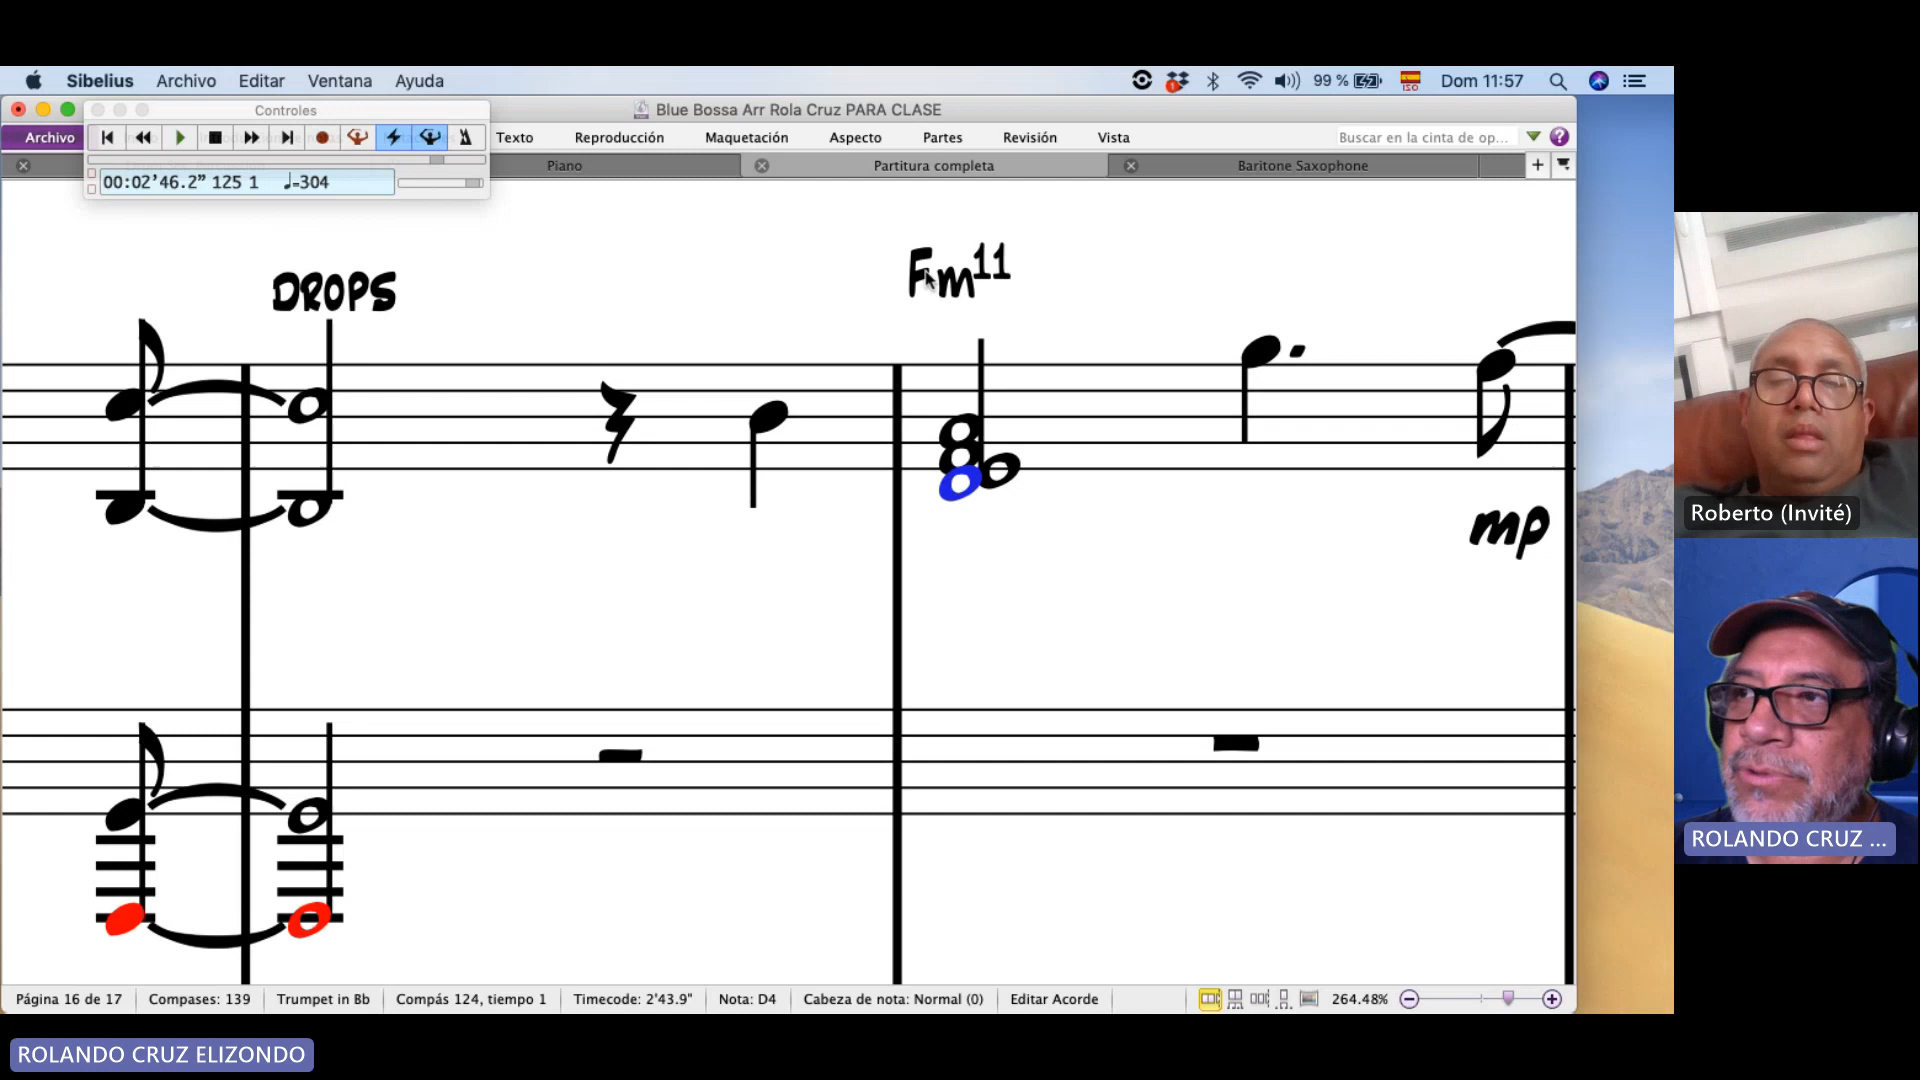 Sibelius Archivo Editar Ventana Ayuda 99 % ISO Dom 11:57
Controles Blue Bossa Arr Rola Cruz PARA CLASE
Archivo Texto Reproducción Maquetación Aspecto Partes Revisión Vista Buscar en la cinta de op... ?
Piano Partitura completa Baritone Saxophone +
00:02'46.2” 125 1 ♩=304
DROPS Fm11
mp
Página 16 de 17 Compases: 139 Trumpet in Bb Compás 124, tiempo 1 Timecode: 2'43.9" Nota: D4 Cabeza de nota: Normal (0) Editar Acorde 264.48%
Roberto (Invité)
ROLANDO CRUZ ...
ROLANDO CRUZ ELIZONDO